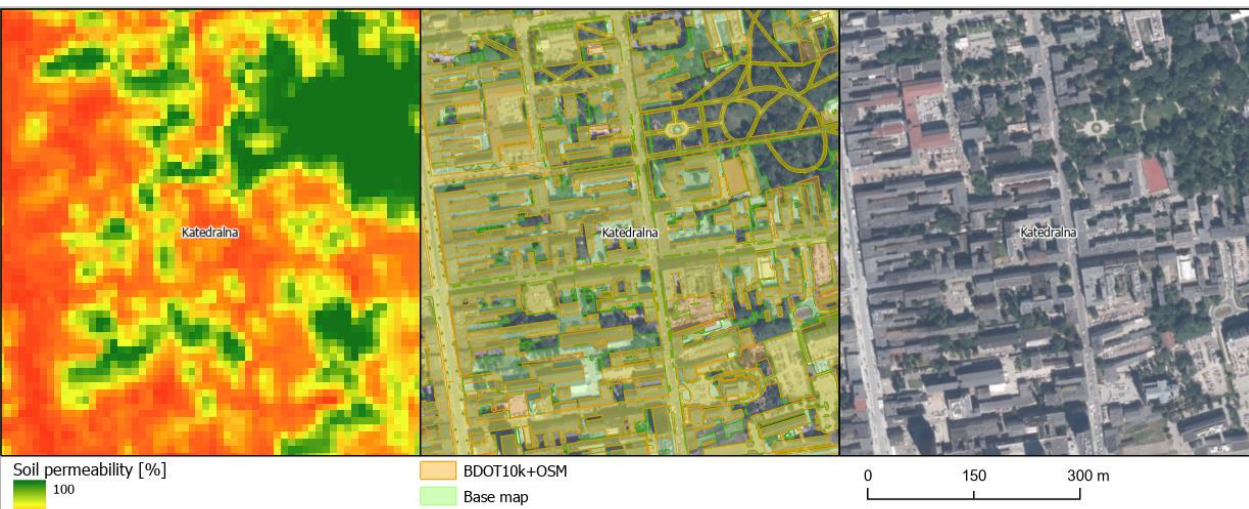 Katedralna
Katedralna
Katedralna
Soil permeability [%]
100
BDOT10k+OSM
Base map
0 150 300 m